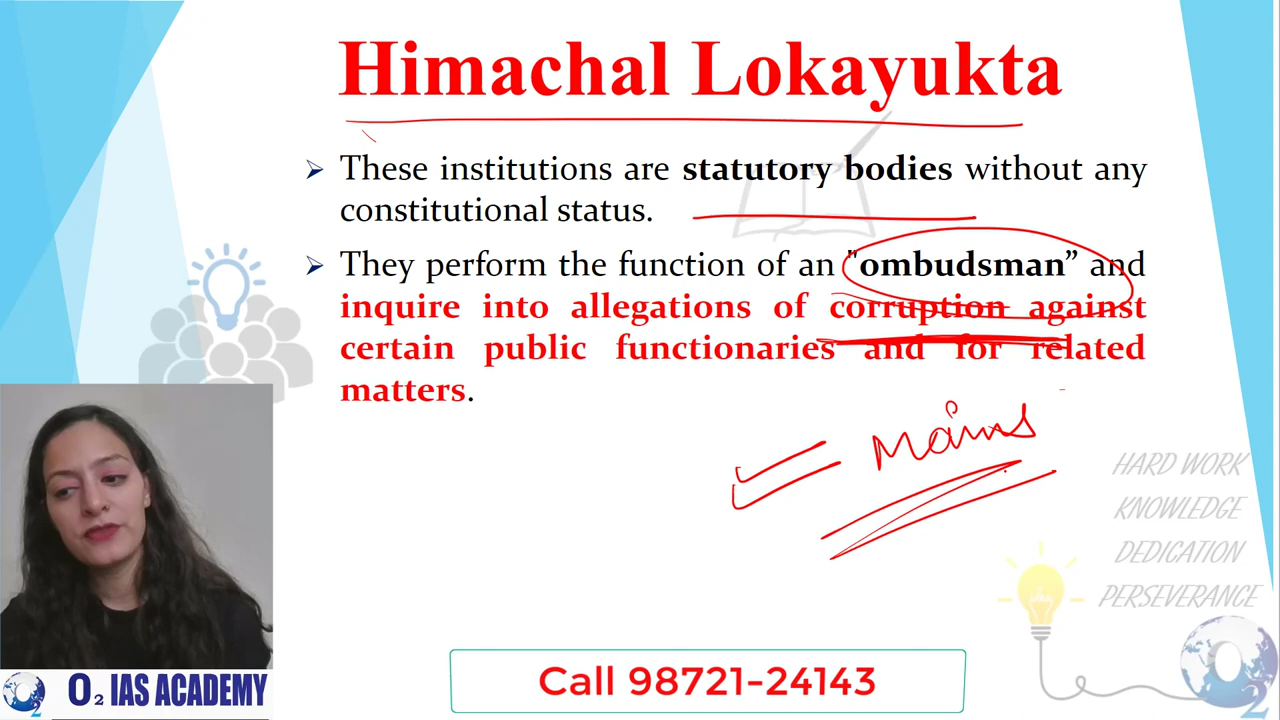 Himachal Lokayukta
➢ These institutions are statutory bodies without any
constitutional status.
➢ They perform the function of an "ombudsman” and
inquire into allegations of corruption against
certain public functionaries and for related
matters.
Mains
HARD WORK
KNOWLEDGE
DEDICATION
PERSEVERANCE
O2 IAS ACADEMY
Call 98721-24143